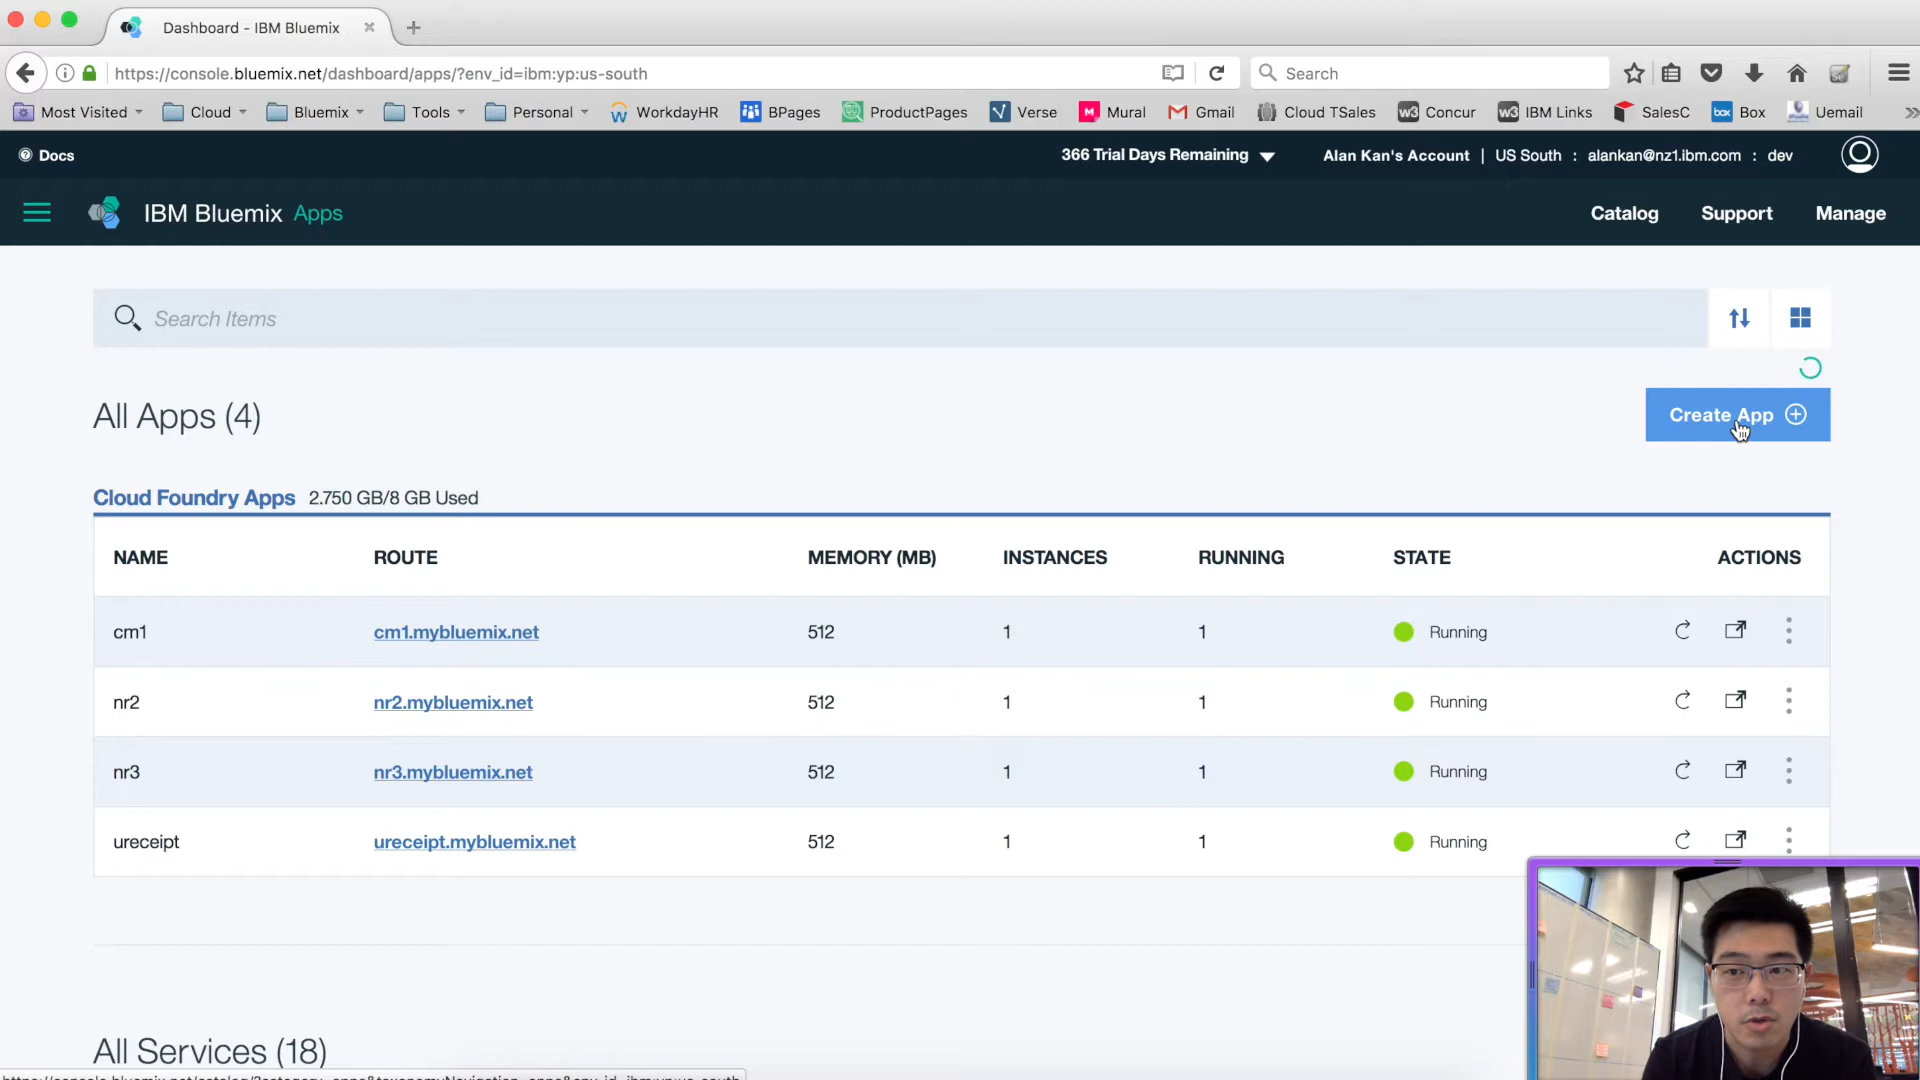 Dashboard - IBM Bluemix
https://console.bluemix.net/dashboard/apps/?env_id=ibm:yp:us-south
Search
Most Visited
Cloud
Bluemix
Tools
Personal
WorkdayHR
BPages
ProductPages
Verse
Mural
Gmail
Cloud TSales
w3 Concur
w3 IBM Links
SalesC
box Box
Uemail
Docs
366 Trial Days Remaining
Alan Kan's Account | US South : alankan@nz1.ibm.com : dev
IBM Bluemix Apps
Catalog
Support
Manage
Search Items
All Apps (4)
Create App
Cloud Foundry Apps 2.750 GB/8 GB Used
NAME ROUTE MEMORY (MB) INSTANCES RUNNING STATE ACTIONS
cm1 cm1.mybluemix.net 512 1 1 Running
nr2 nr2.mybluemix.net 512 1 1 Running
nr3 nr3.mybluemix.net 512 1 1 Running
ureceipt ureceipt.mybluemix.net 512 1 1 Running
All Services (18)